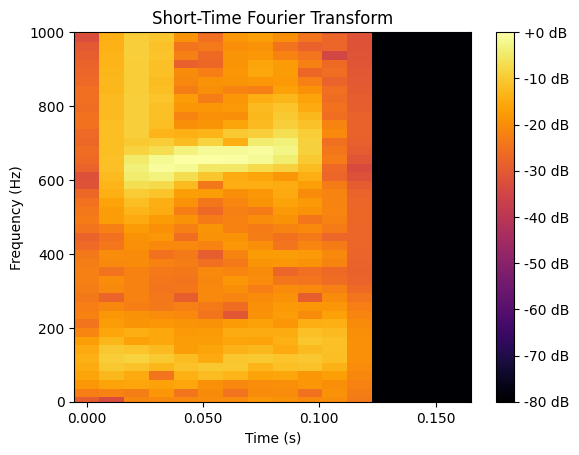 Short-Time Fourier Transform
1000
800
600
400
200
0
Frequency (Hz)
0.000
0.050
0.100
0.150
Time (s)
+0 dB
-10 dB
-20 dB
-30 dB
-40 dB
-50 dB
-60 dB
-70 dB
-80 dB